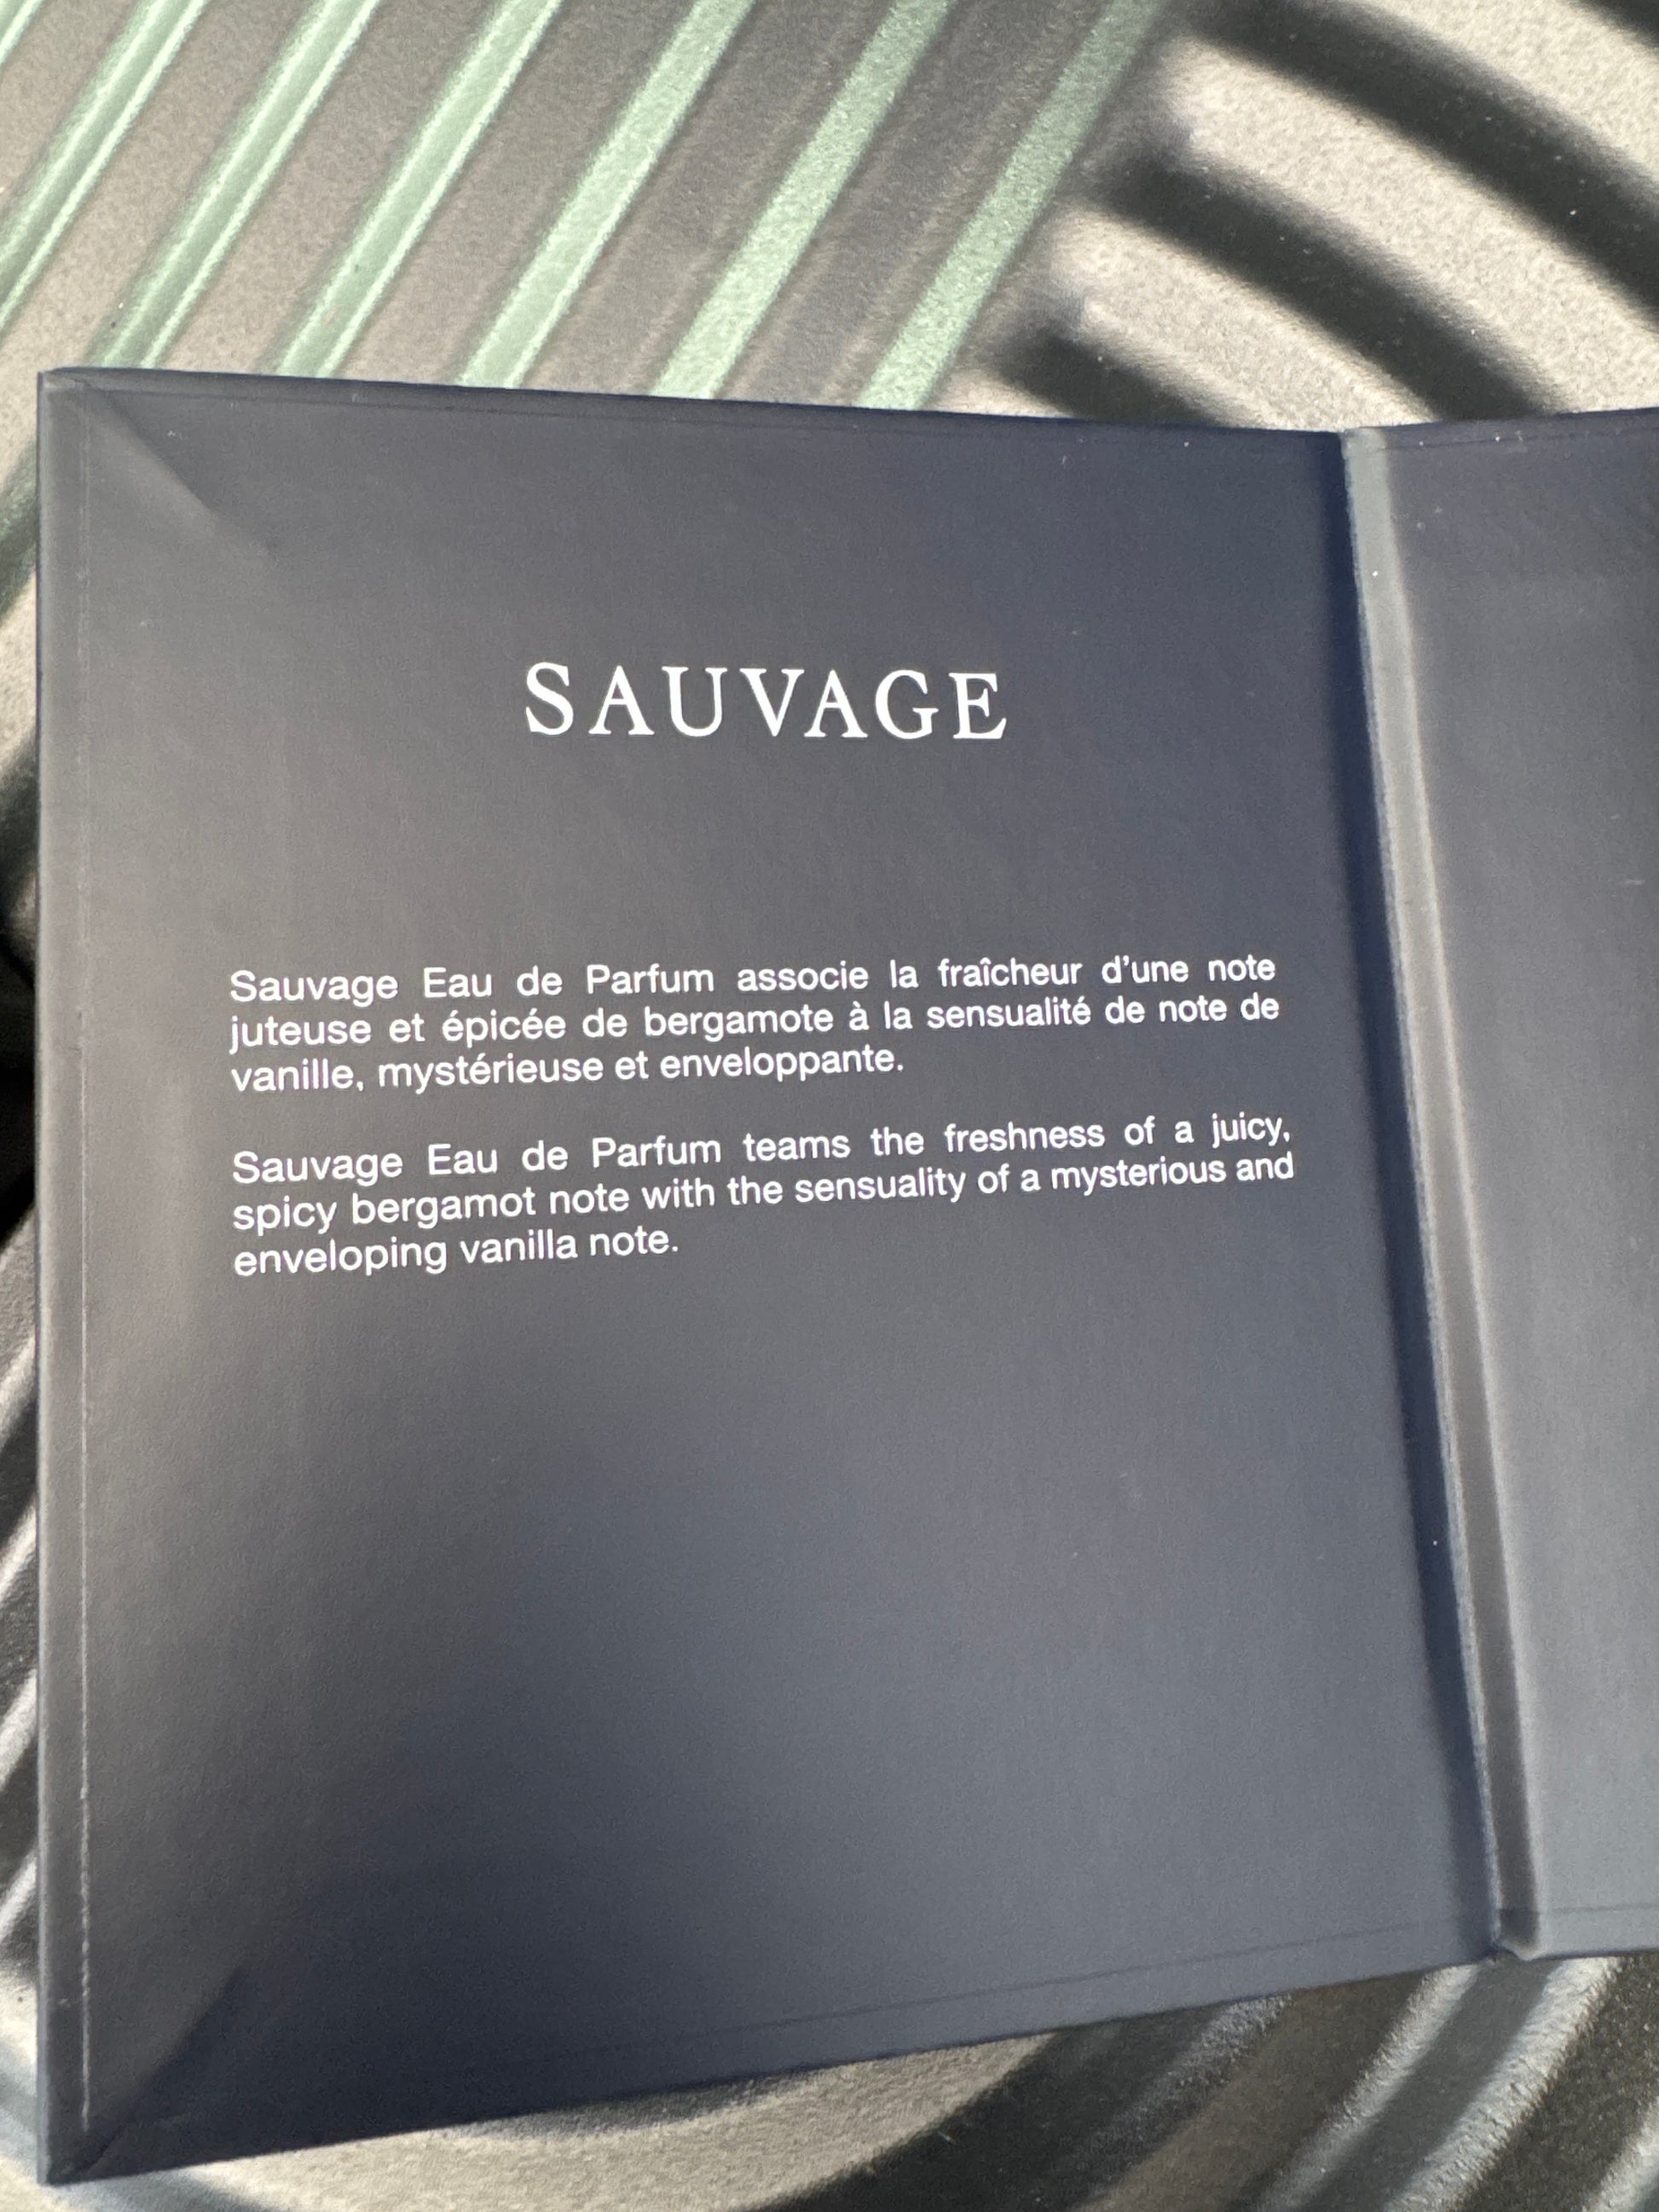 SAUVAGE
Sauvage Eau de Parfum associe la fraîcheur d'une note
juteuse et épicée de bergamote à la sensualité de note de
vanille, mystérieuse et enveloppante.
Sauvage Eau de Parfum teams the freshness of a juicy,
spicy bergamot note with the sensuality of a mysterious and
enveloping vanilla note.